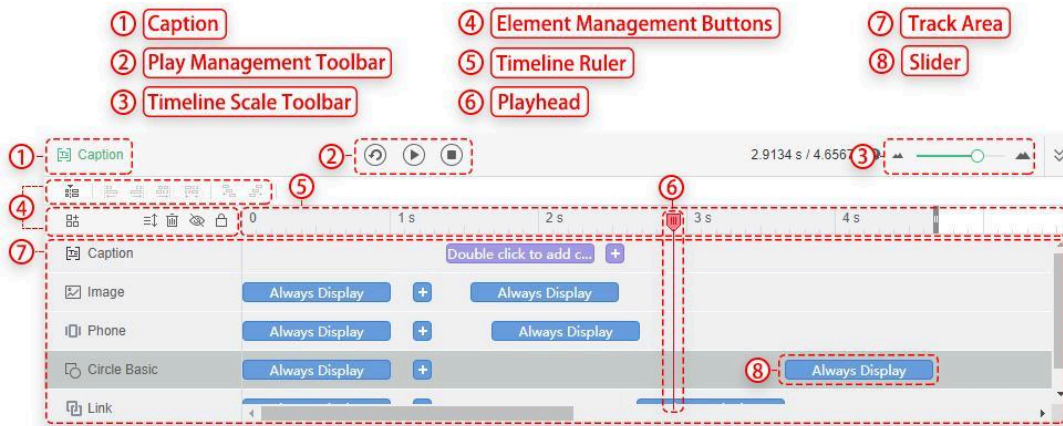 ① Caption ④ Element Management Buttons ⑦ Track Area
② Play Management Toolbar ⑤ Timeline Ruler ⑧ Slider
③ Timeline Scale Toolbar ⑥ Playhead
① Caption ② 2.9134 s / 4.6567 ③
⑤ ⑥
④ 0 1 s 2 s 3 s 4 s
⑦ Caption Double click to add c... +
Image Always Display + Always Display
Phone Always Display + Always Display
Circle Basic Always Display + ⑧ Always Display
Link